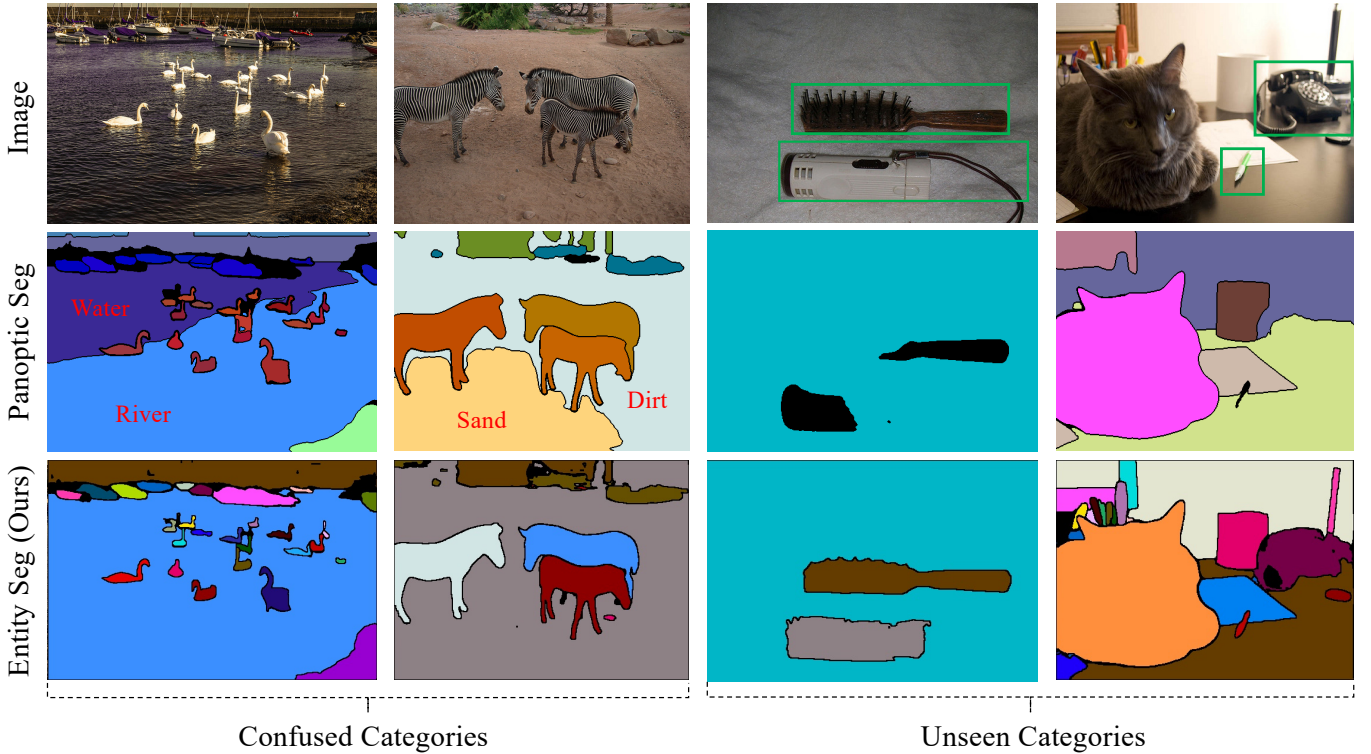 Image
Panoptic Seg
Water
River
Sand
Dirt
Entity Seg (Ours)
Confused Categories
Unseen Categories